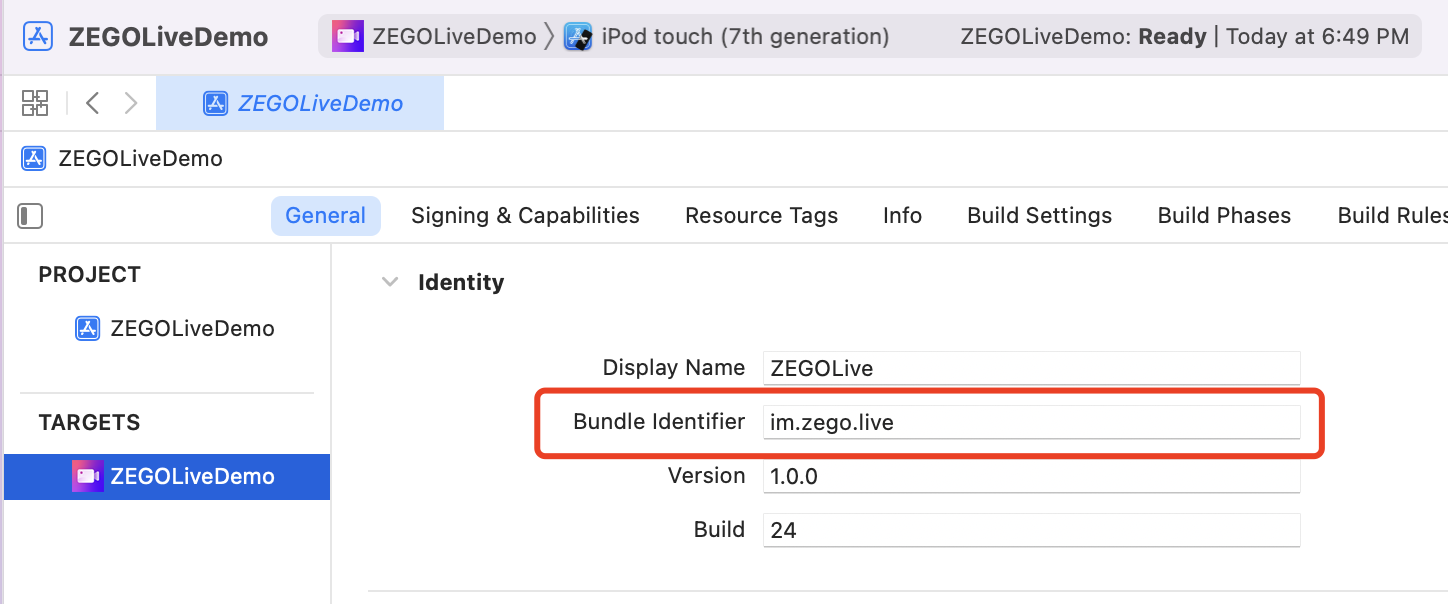 ZEGOLiveDemo
ZEGOLiveDemo 〉 iPod touch (7th generation) ZEGOLiveDemo: Ready | Today at 6:49 PM
ZEGOLiveDemo
ZEGOLiveDemo
General Signing & Capabilities Resource Tags Info Build Settings Build Phases Build Rules
PROJECT
ZEGOLiveDemo
TARGETS
ZEGOLiveDemo
Identity
Display Name ZEGOLive
Bundle Identifier im.zego.live
Version 1.0.0
Build 24